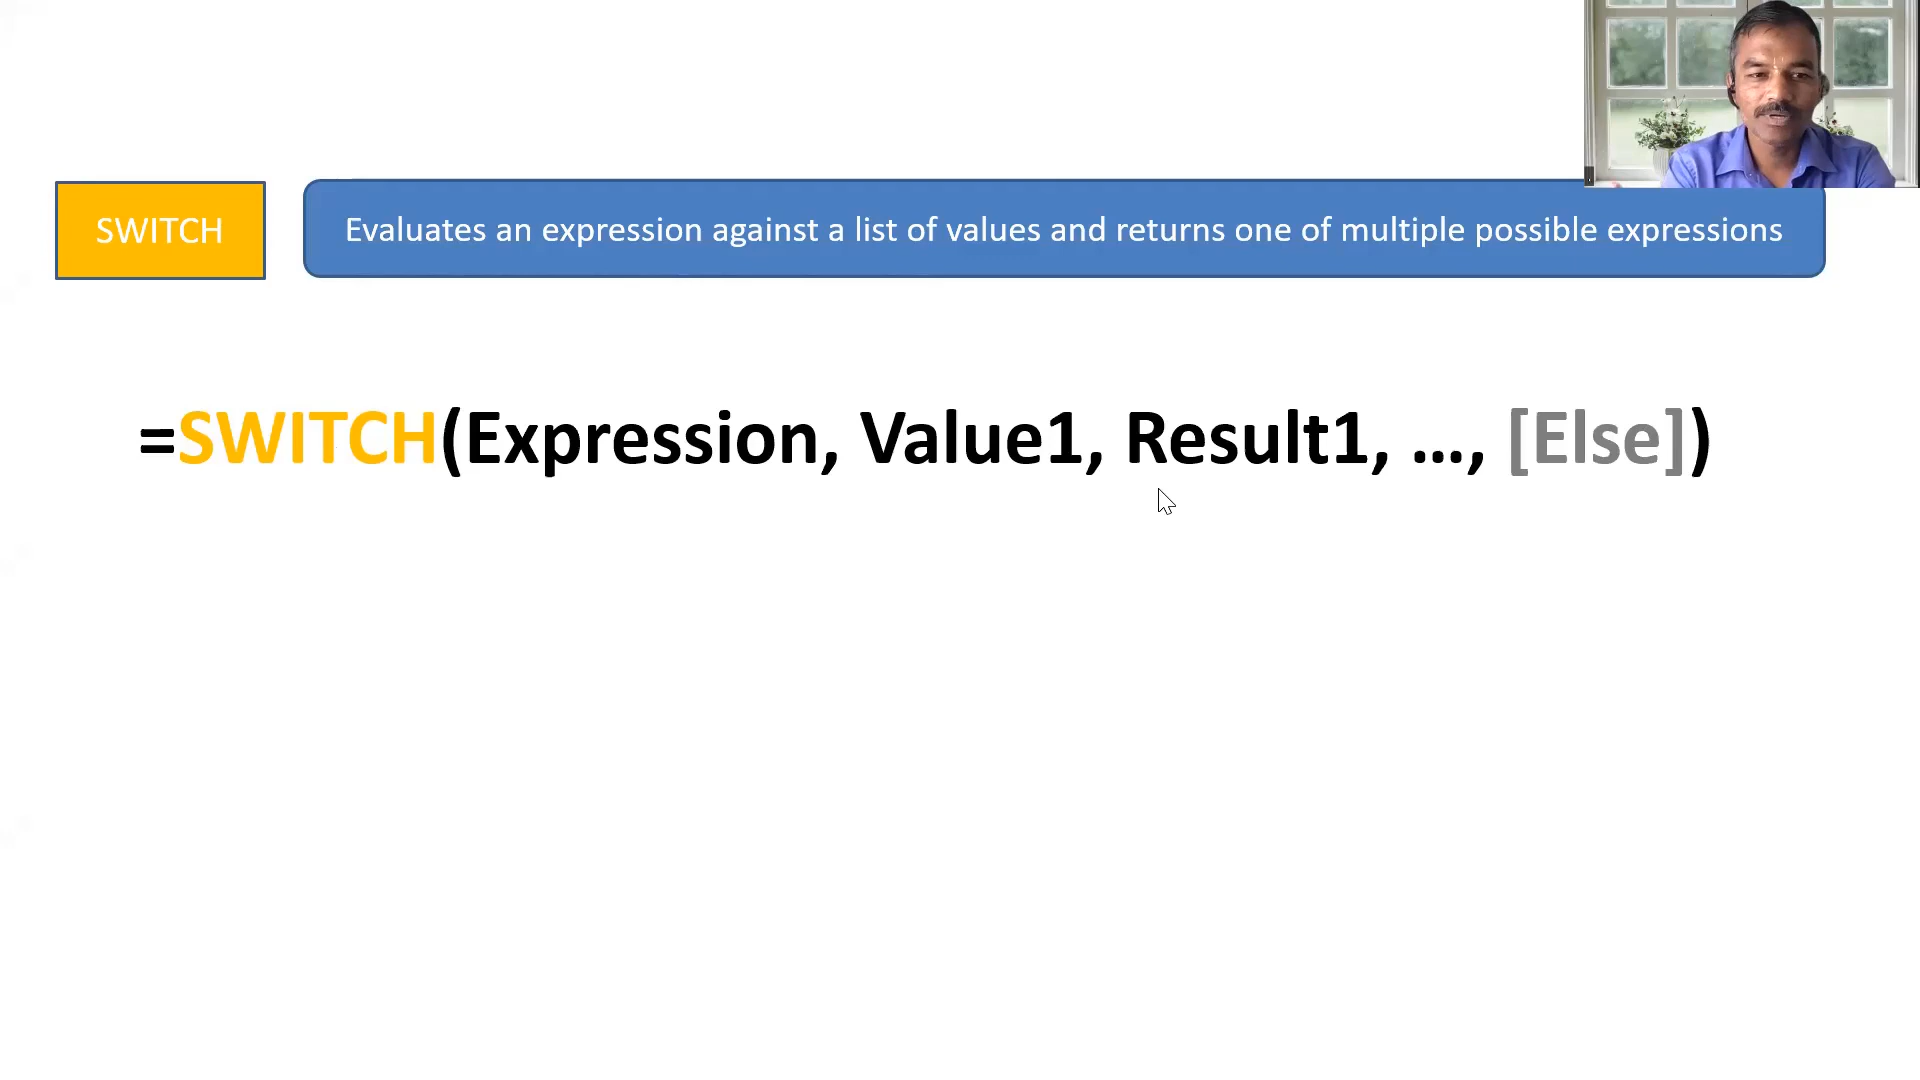 SWITCH
Evaluates an expression against a list of values and returns one of multiple possible expressions
=SWITCH(Expression, Value1, Result1, …, [Else])